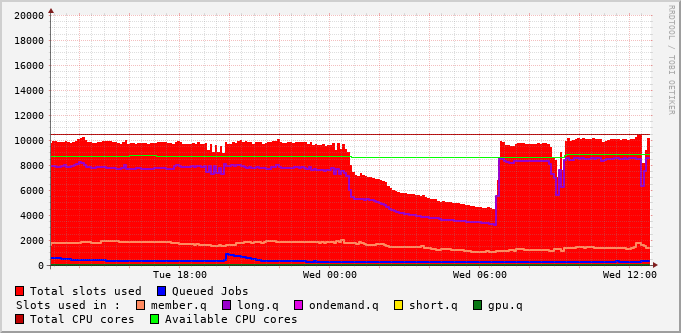 RRDTOOL / TOBI OETIKER
20000
18000
16000
14000
12000
10000
8000
6000
4000
2000
0
Tue 18:00 Wed 00:00 Wed 06:00 Wed 12:00
Total slots used Queued Jobs
Slots used in : member.q long.q ondemand.q short.q gpu.q
Total CPU cores Available CPU cores